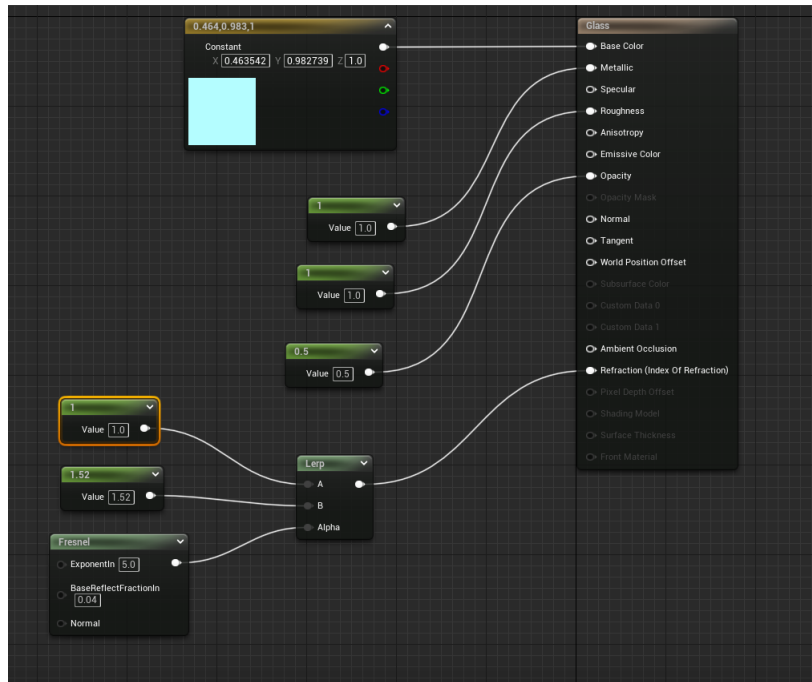 0.464,0.983,1
Constant
X 0.463542 Y 0.982739 Z 1.0
Glass
Base Color
Metallic
Specular
Roughness
Anisotropy
Emissive Color
Opacity
Opacity Mask
Normal
Tangent
World Position Offset
Subsurface Color
Custom Data 0
Custom Data 1
Ambient Occlusion
Refraction (Index Of Refraction)
Pixel Depth Offset
Shading Model
Surface Thickness
Front Material
1
Value 1.0
1
Value 1.0
0.5
Value 0.5
1
Value 1.0
1.52
Value 1.52
Lerp
A
B
Alpha
Fresnel
ExponentIn 5.0
BaseReflectFractionIn
0.04
Normal